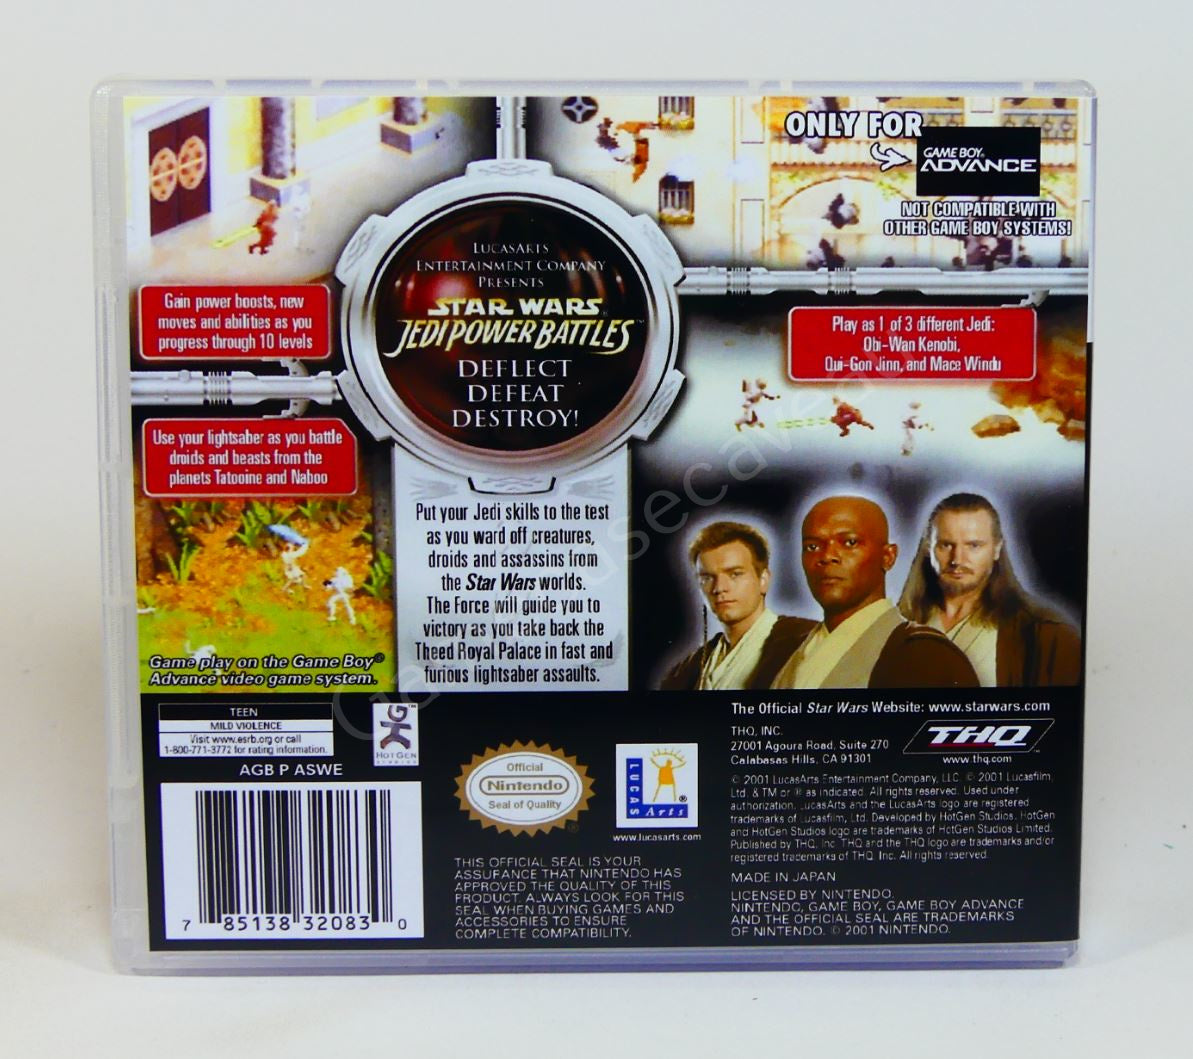 ONLY FOR
GAME BOY
ADVANCE
NOT COMPATIBLE WITH
OTHER GAME BOY SYSTEMS!
LUCASARTS
ENTERTAINMENT COMPANY
PRESENTS
STAR WARS
JEDI POWER BATTLES™
DEFLECT
DEFEAT
DESTROY!
Gain power boosts, new
moves and abilities as you
progress through 10 levels
Play as 1 of 3 different Jedi:
Obi-Wan Kenobi,
Qui-Gon Jinn, and Mace Windu
Use your lightsaber as you battle
droids and beasts from the
planets Tatooine and Naboo
Put your Jedi skills to the test
as you ward off creatures,
droids and assassins from
the Star Wars worlds.
The Force will guide you to
victory as you take back the
Theed Royal Palace in fast and
furious lightsaber assaults.
Game play on the Game Boy®
Advance video game system.
TEEN
MILD VIOLENCE
Visit www.esrb.org or call
1-800-771-3772 for rating information.
AGB P ASWE
HG™
HOTGEN
STUDIOS
7 85138 32083 0
Official
Nintendo
Seal of Quality
®
THIS OFFICIAL SEAL IS YOUR
ASSURANCE THAT NINTENDO HAS
APPROVED THE QUALITY OF THIS
PRODUCT. ALWAYS LOOK FOR THIS
SEAL WHEN BUYING GAMES AND
ACCESSORIES TO ENSURE
COMPLETE COMPATIBILITY.
LUCAS
Arts ®
www.lucasarts.com
The Official Star Wars Website: www.starwars.com
THQ, INC.
27001 Agoura Road, Suite 270
Calabasas Hills, CA 91301
THQ™
www.thq.com
© 2001 LucasArts Entertainment Company, LLC. © 2001 Lucasfilm,
Ltd. & TM or ® as indicated. All rights reserved. Used under
authorization. LucasArts and the LucasArts logo are registered
trademarks of Lucasfilm, Ltd. Developed by HotGen Studios. HotGen
and HotGen Studios logo are trademarks of HotGen Studios Limited.
Published by THQ, Inc. THQ and the THQ logo are trademarks and/or
registered trademarks of THQ, Inc. All rights reserved.
MADE IN JAPAN
LICENSED BY NINTENDO.
NINTENDO, GAME BOY, GAME BOY ADVANCE
AND THE OFFICIAL SEAL ARE TRADEMARKS
OF NINTENDO. © 2001 NINTENDO.